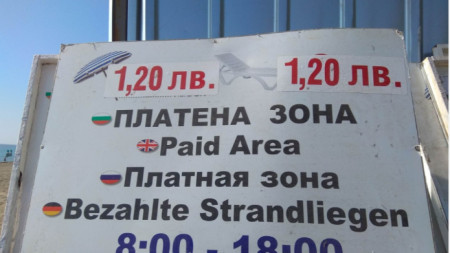 1,20 лв. 1,20 лв.
ПЛАТЕНА ЗОНА
Paid Area
Платная зона
Bezahlte Strandliegen
8:00 - 18:00